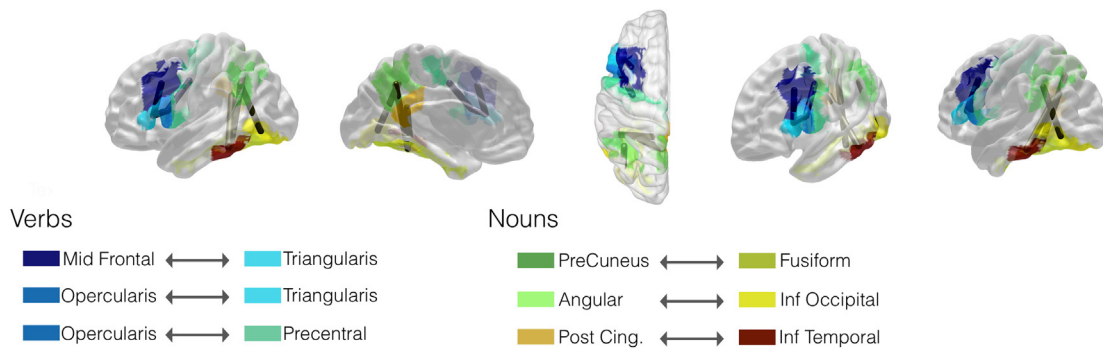 Verbs
Mid Frontal Triangularis
Opercularis Triangularis
Opercularis Precentral
Nouns
PreCuneus Fusiform
Angular Inf Occipital
Post Cing. Inf Temporal